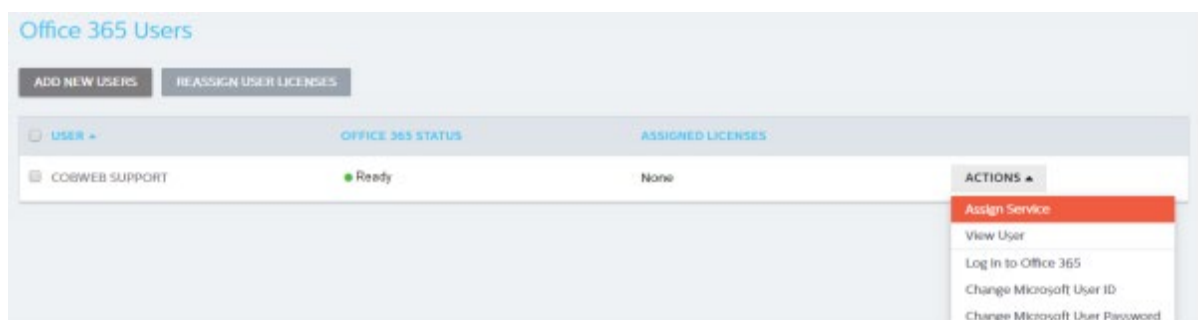 Office 365 Users
ADD NEW USERS REASSIGN USER LICENSES
USER OFFICE 365 STATUS ASSIGNED LICENSES
COBWEB SUPPORT Ready None ACTIONS
Assign Service
View User
Log In to Office 365
Change Microsoft User ID
Change Microsoft User Password